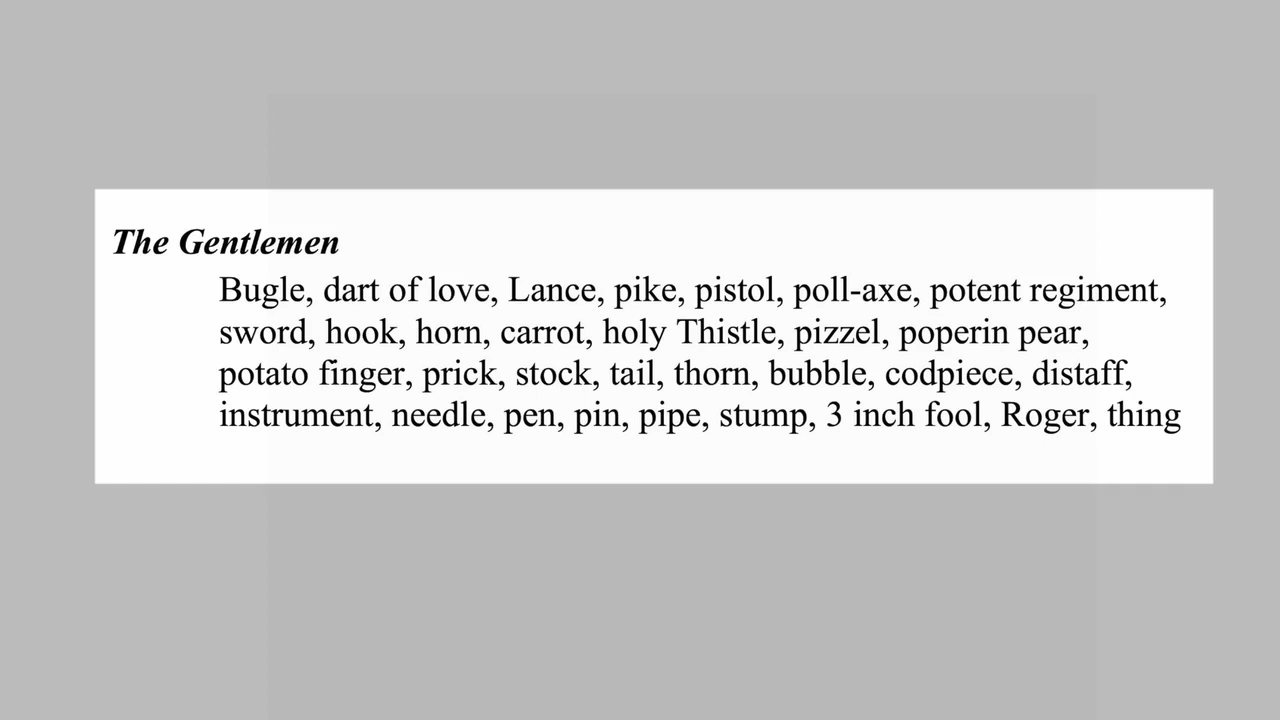 The Gentlemen
Bugle, dart of love, Lance, pike, pistol, poll-axe, potent regiment,
sword, hook, horn, carrot, holy Thistle, pizzel, poperin pear,
potato finger, prick, stock, tail, thorn, bubble, codpiece, distaff,
instrument, needle, pen, pin, pipe, stump, 3 inch fool, Roger, thing